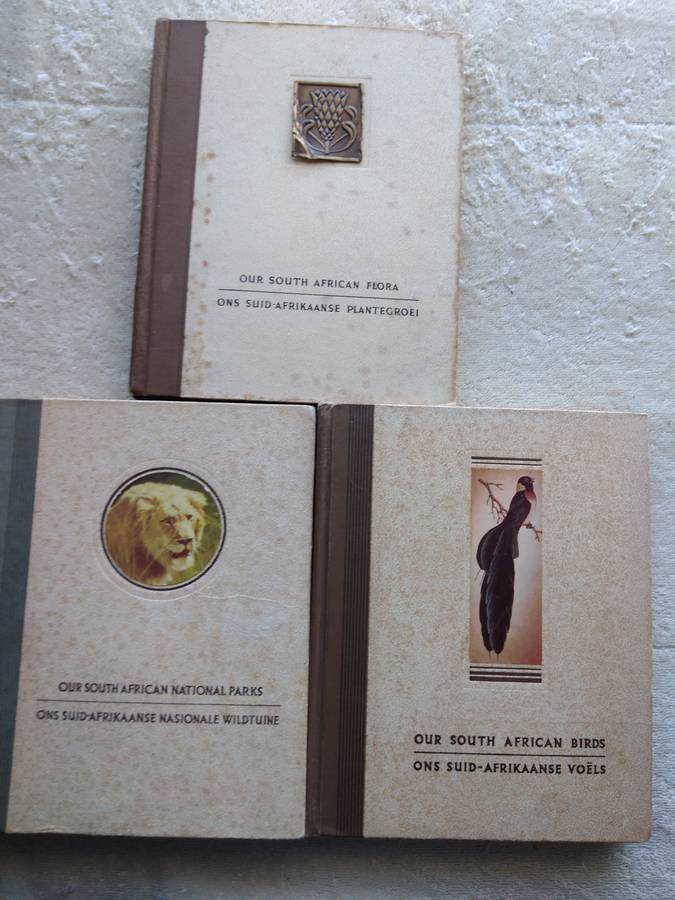 OUR SOUTH AFRICAN FLORA
ONS SUID-AFRIKAANSE PLANTEGROEI
OUR SOUTH AFRICAN NATIONAL PARKS
ONS SUID-AFRIKAANSE NASIONALE WILDTUINE
OUR SOUTH AFRICAN BIRDS
ONS SUID-AFRIKAANSE VOËLS